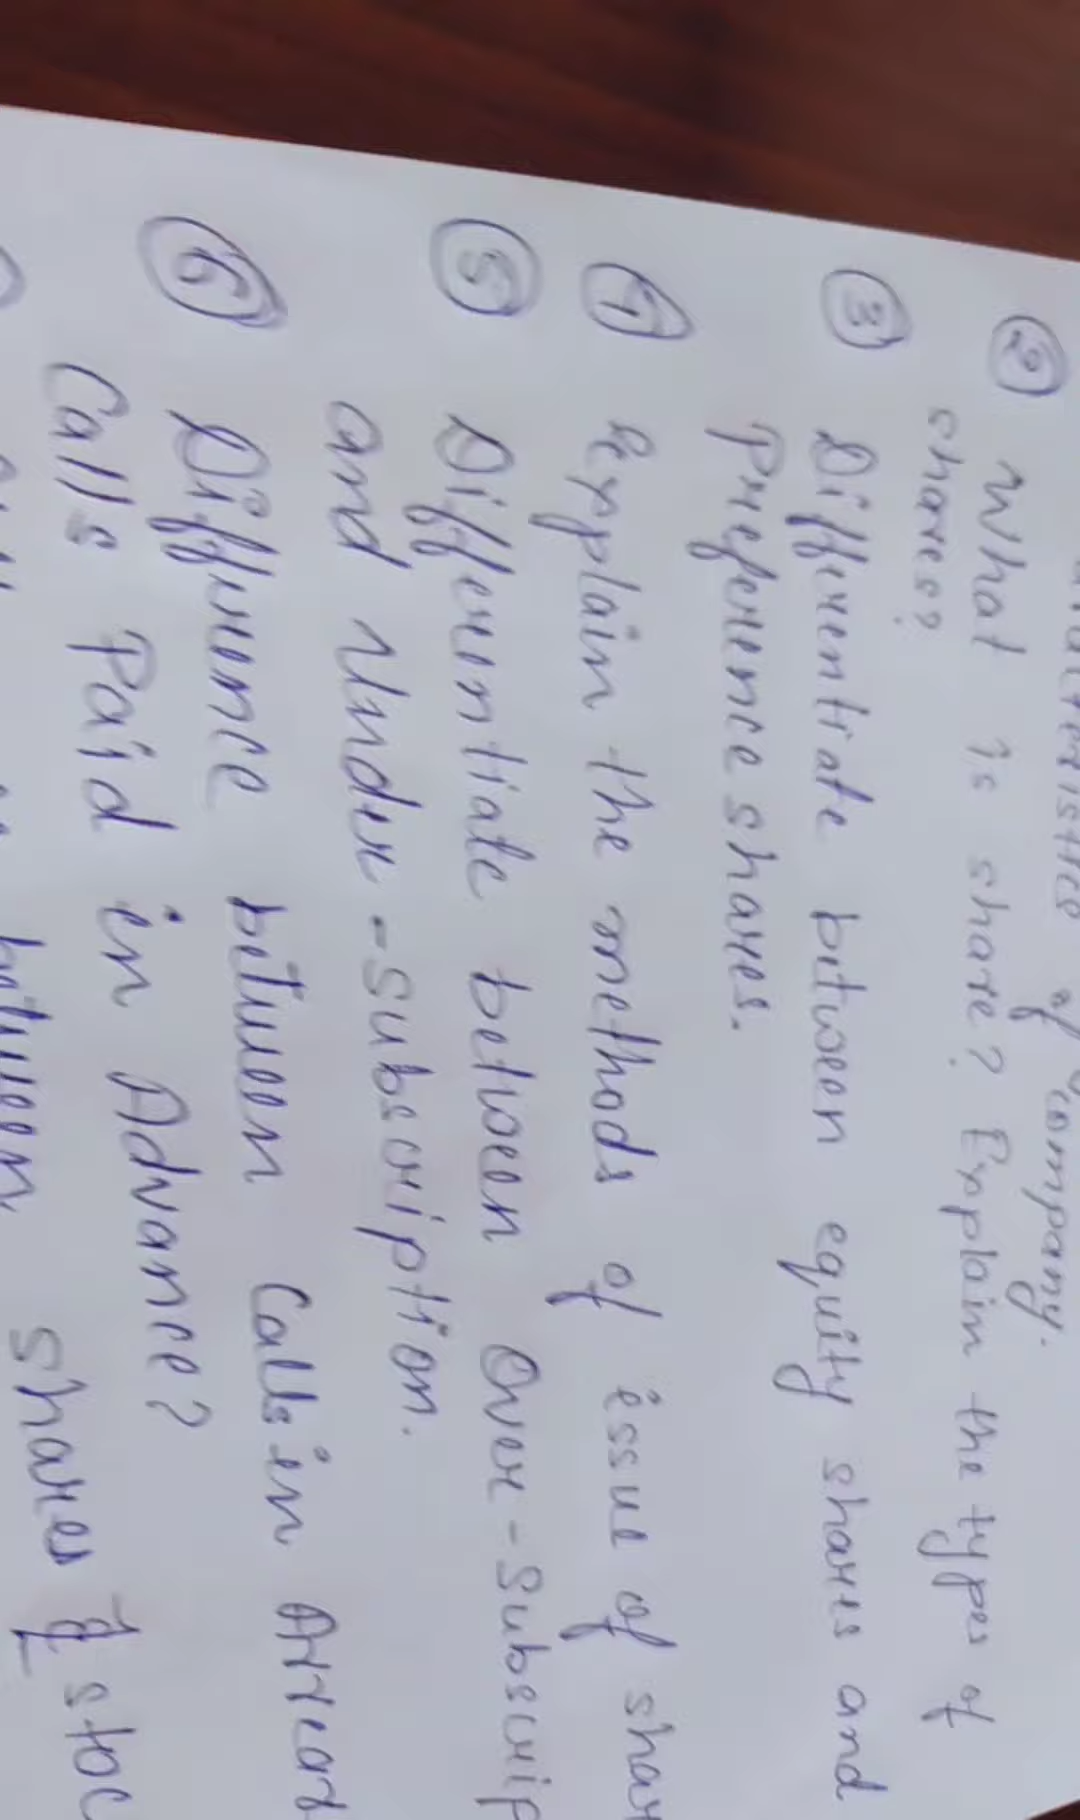 of company.
② What is share? Explain the types of
shares?
③ Differentiate between equity shares and
Preference shares.
④ Explain the methods of issue of shar
⑤ Differentiate between Over-Subscrip
and Under-Subscription.
⑥ Diffirence between Calls in Arrear
Calls Paid in Advance?
between shares & stoc